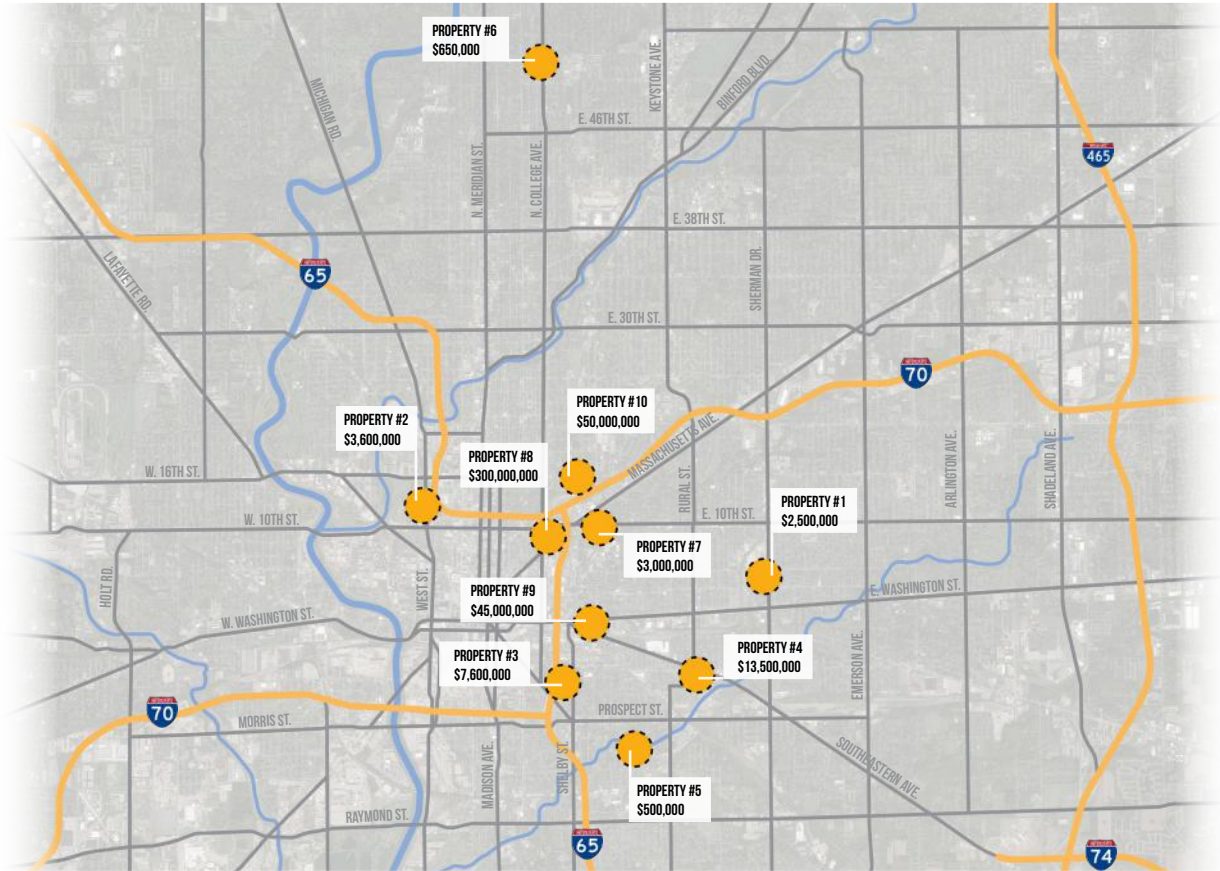 PROPERTY #6
$650,000
KEYSTONE AVE.
BINFORD BLVD.
MICHIGAN RD.
E. 46TH ST.
N. MERIDIAN ST.
N. COLLEGE AVE.
465
E. 38TH ST.
LAFAYETTE RD.
65
SHERMAN DR.
E. 30TH ST.
70
PROPERTY #10
$50,000,000
PROPERTY #2
$3,600,000
MASSACHUSETTS AVE.
PROPERTY #8
$300,000,000
W. 16TH ST.
RURAL ST.
ARLINGTON AVE.
SHADELAND AVE.
PROPERTY #1
$2,500,000
W. 10TH ST.
E. 10TH ST.
PROPERTY #7
$3,000,000
HOLT RD.
WEST ST.
PROPERTY #9
$45,000,000
E. WASHINGTON ST.
W. WASHINGTON ST.
PROPERTY #3
$7,600,000
PROPERTY #4
$13,500,000
EMERSON AVE.
70
MORRIS ST.
PROSPECT ST.
MADISON AVE.
SHELBY ST.
SOUTHEASTERN AVE.
PROPERTY #5
$500,000
RAYMOND ST.
65
74